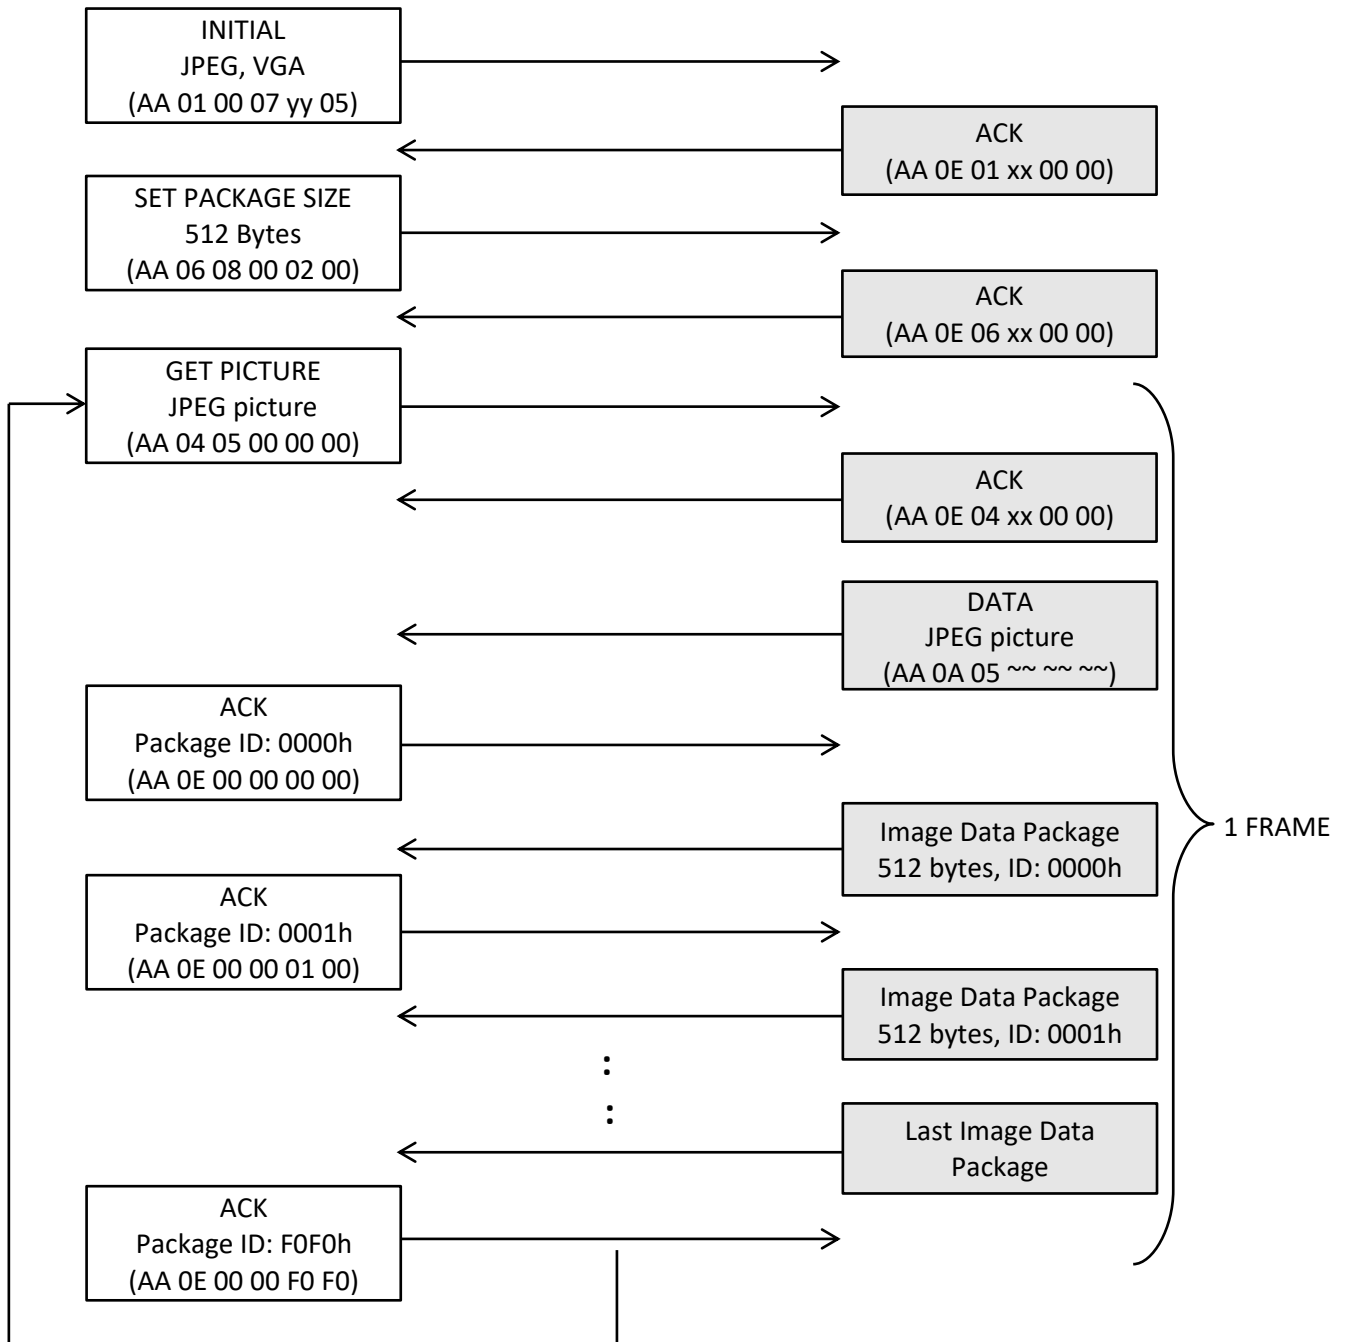 INITIAL
JPEG, VGA
(AA 01 00 07 yy 05)
ACK
(AA 0E 01 xx 00 00)
SET PACKAGE SIZE
512 Bytes
(AA 06 08 00 02 00)
ACK
(AA 0E 06 xx 00 00)
GET PICTURE
JPEG picture
(AA 04 05 00 00 00)
ACK
(AA 0E 04 xx 00 00)
DATA
JPEG picture
(AA 0A 05 ~~ ~~ ~~)
ACK
Package ID: 0000h
(AA 0E 00 00 00 00)
Image Data Package
512 bytes, ID: 0000h
1 FRAME
ACK
Package ID: 0001h
(AA 0E 00 00 01 00)
Image Data Package
512 bytes, ID: 0001h
:
:
Last Image Data
Package
ACK
Package ID: F0F0h
(AA 0E 00 00 F0 F0)